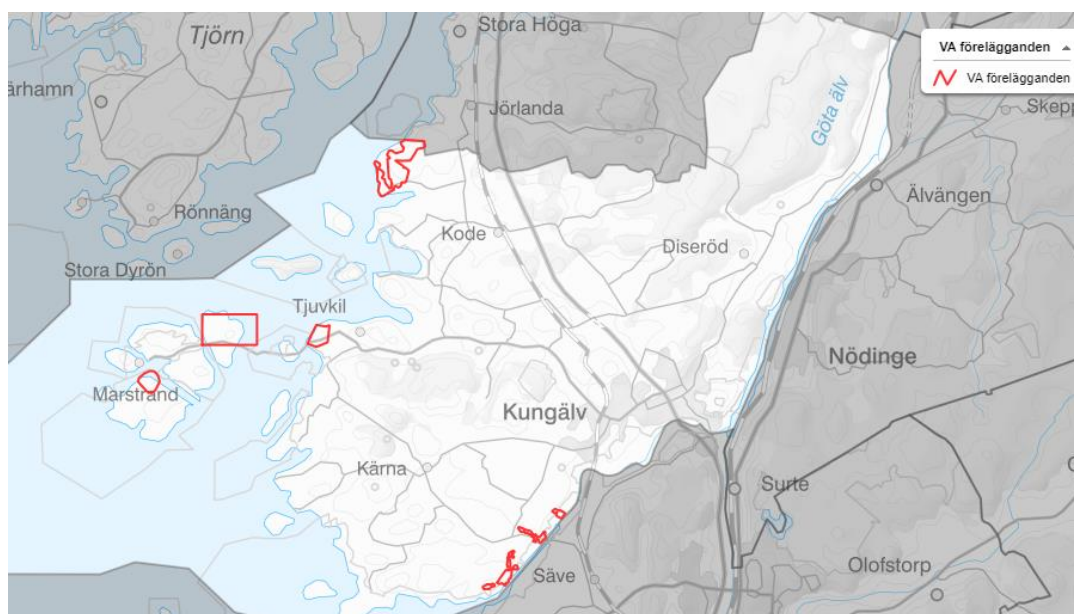 Stora Höga
Tjörn
VA förelägganden
VA förelägganden
ärhamn
Jörlanda
Göta älv
Skepp
Älvängen
Rönnäng
Kode
Diseröd
Stora Dyrön
Tjuvkil
Nödinge
Marstrand
Kungälv
Kärna
Surte
Säve
Olofstorp